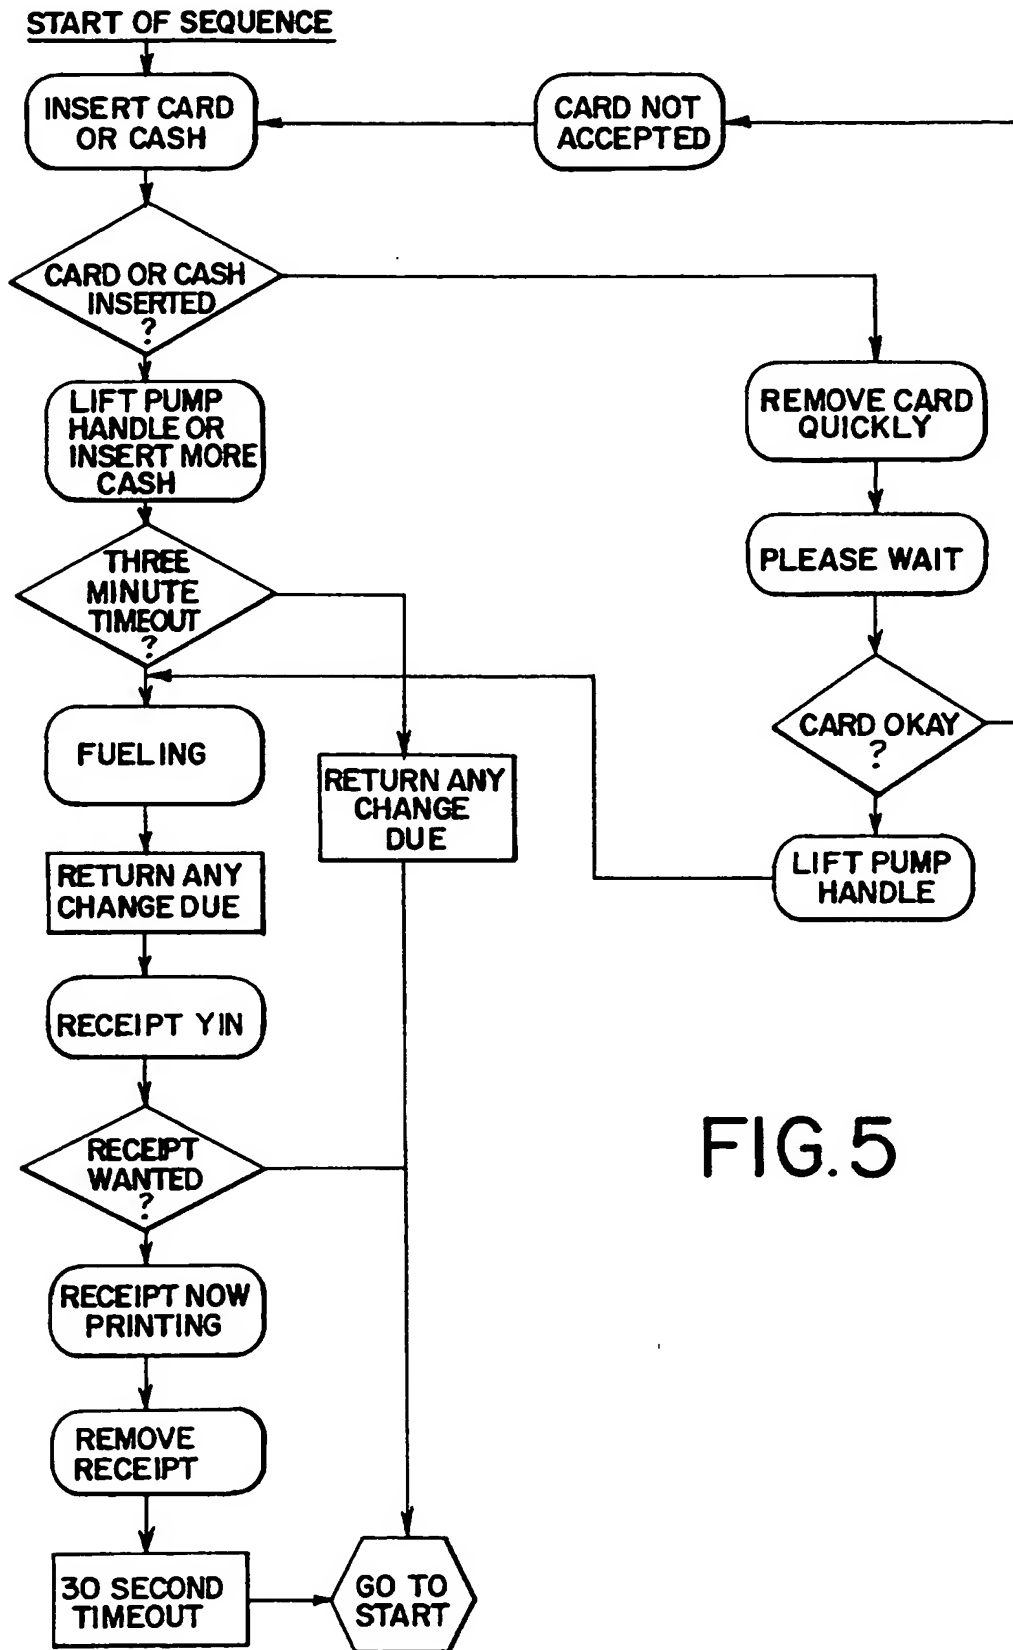 START OF SEQUENCE
INSERT CARD
OR CASH
CARD NOT
ACCEPTED
CARD OR CASH
INSERTED
?
LIFT PUMP
HANDLE OR
INSERT MORE
CASH
REMOVE CARD
QUICKLY
PLEASE WAIT
THREE
MINUTE
TIMEOUT
?
CARD OKAY
?
FUELING
RETURN ANY
CHANGE
DUE
LIFT PUMP
HANDLE
RETURN ANY
CHANGE DUE
RECEIPT YIN
RECEIPT
WANTED
?
FIG.5
RECEIPT NOW
PRINTING
REMOVE
RECEIPT
30 SECOND
TIMEOUT
GO TO
START